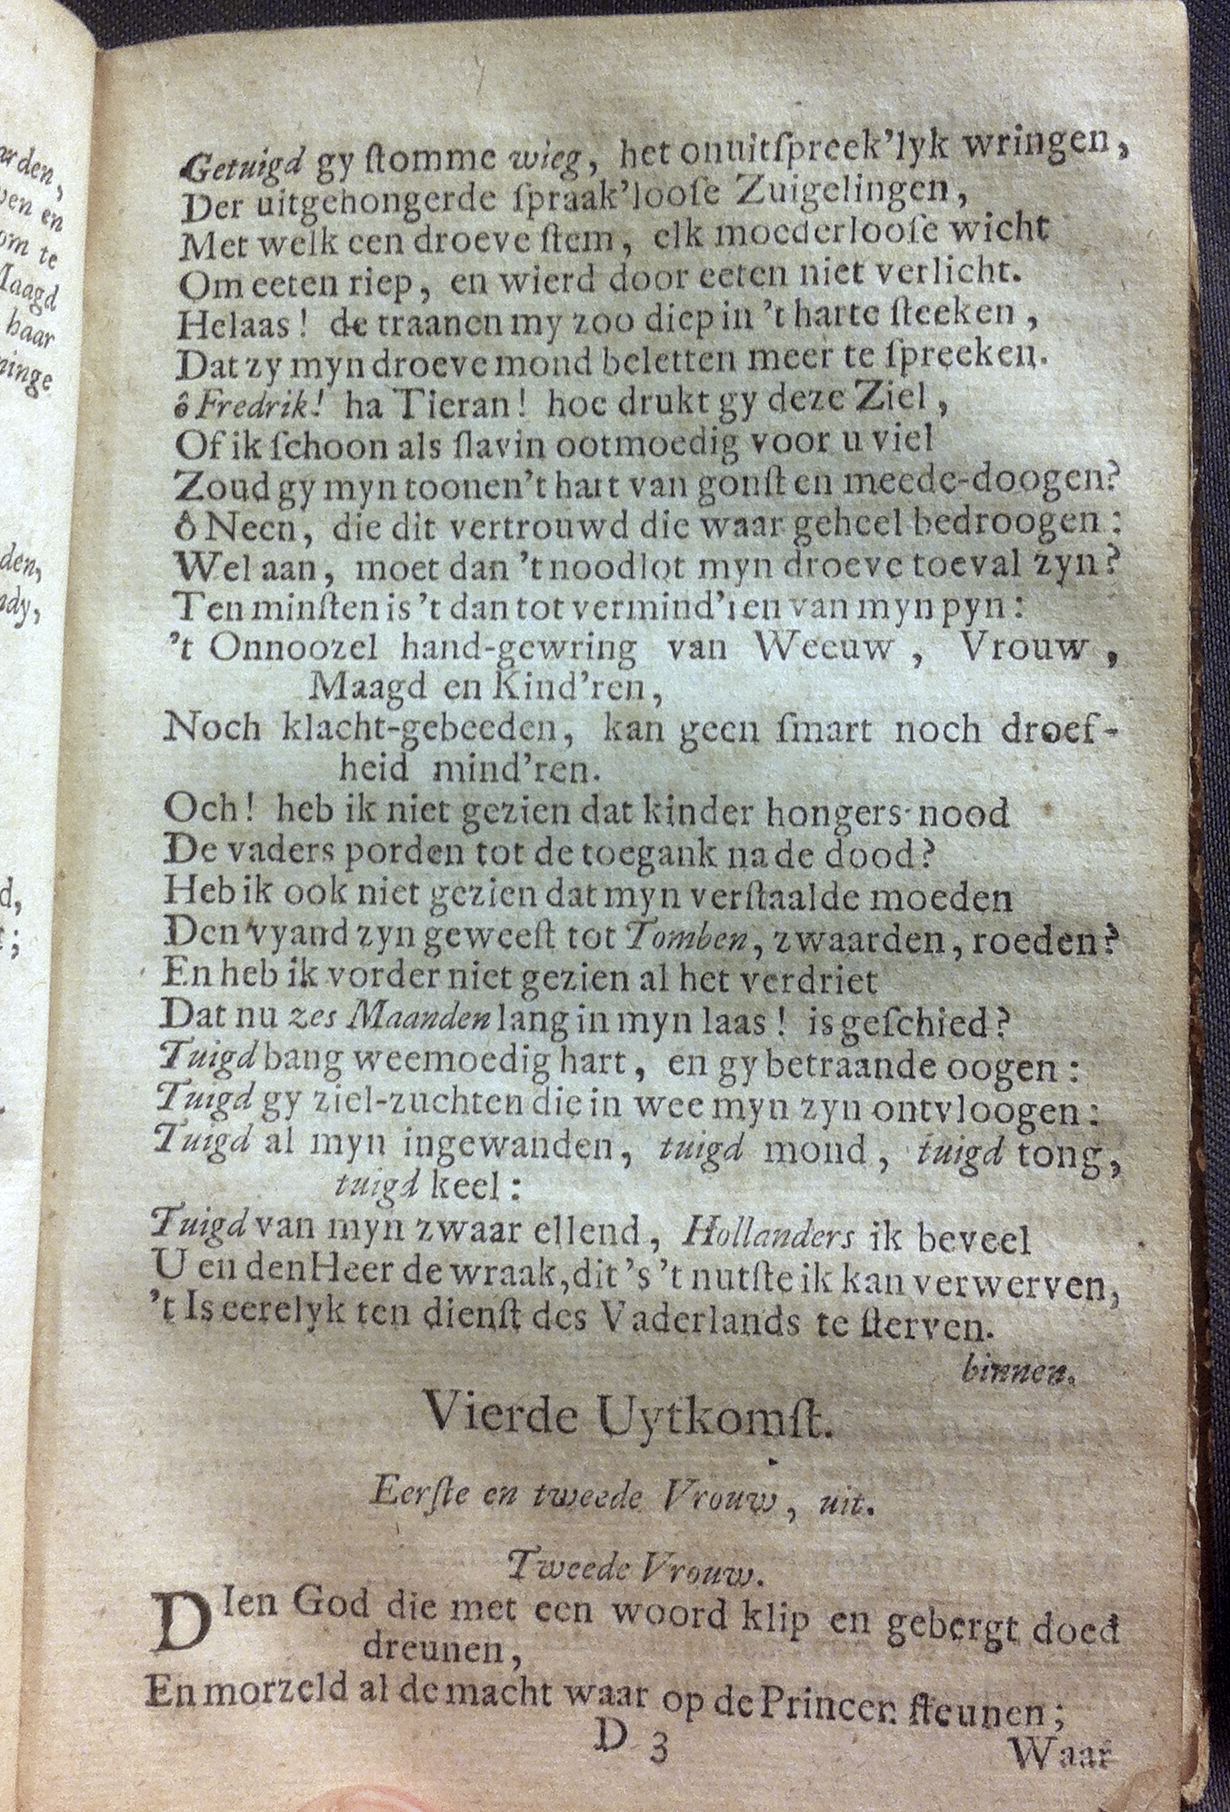 arden,
ven en
om te
Maagd
haar
ninge
den,
ndy,
d,
t;
Getuigd gy ſtomme wieg, het onuitſpreek'lyk wringen,
Der uitgehongerde ſpraak'looſe Zuigelingen,
Met welk een droeve ſtem, elk moederlooſe wicht
Om eeten riep, en wierd door eeten niet verlicht.
Helaas! de traanen my zoo diep in 't harte ſteeken,
Dat zy myn droeve mond beletten meer te ſpreeken.
ô Fredrik! ha Tieran! hoe drukt gy deze Ziel,
Of ik ſchoon als ſlavin ootmoedig voor u viel
Zoud gy myn toonen 't hart van gonſt en meede-doogen?
ô Neen, die dit vertrouwd die waar geheel bedroogen:
Wel aan, moet dan 't noodlot myn droeve toeval zyn?
Ten minſten is 't dan tot vermind'ren van myn pyn:
't Onnoozel hand-gewring van Weeuw, Vrouw,
Maagd en Kind'ren,
Noch klacht-gebeeden, kan geen ſmart noch droef-
heid mind'ren.
Och! heb ik niet gezien dat kinder hongers-nood
De vaders porden tot de toegank na de dood?
Heb ik ook niet gezien dat myn verſtaalde moeden
Den vyand zyn geweeſt tot Tomben, zwaarden, roeden?
En heb ik vorder niet gezien al het verdriet
Dat nu zes Maanden lang in myn laas! is geſchied?
Tuigd bang weemoedig hart, en gy betraande oogen:
Tuigd gy ziel-zuchten die in wee myn zyn ontvloogen:
Tuigd al myn ingewanden, tuigd mond, tuigd tong,
tuigd keel:
Tuigd van myn zwaar ellend, Hollanders ik beveel
U en den Heer de wraak, dit 's 't nutſte ik kan verwerven,
't Is eerelyk ten dienſt des Vaderlands te ſterven.
binnen.
Vierde Uytkomſt.
Eerſte en tweede Vrouw, uit.
Tweede Vrouw.
DIen God die met een woord klip en gebergt doed
dreunen,
En morzeld al de macht waar op de Princen ſteunen;
D 3
Waar